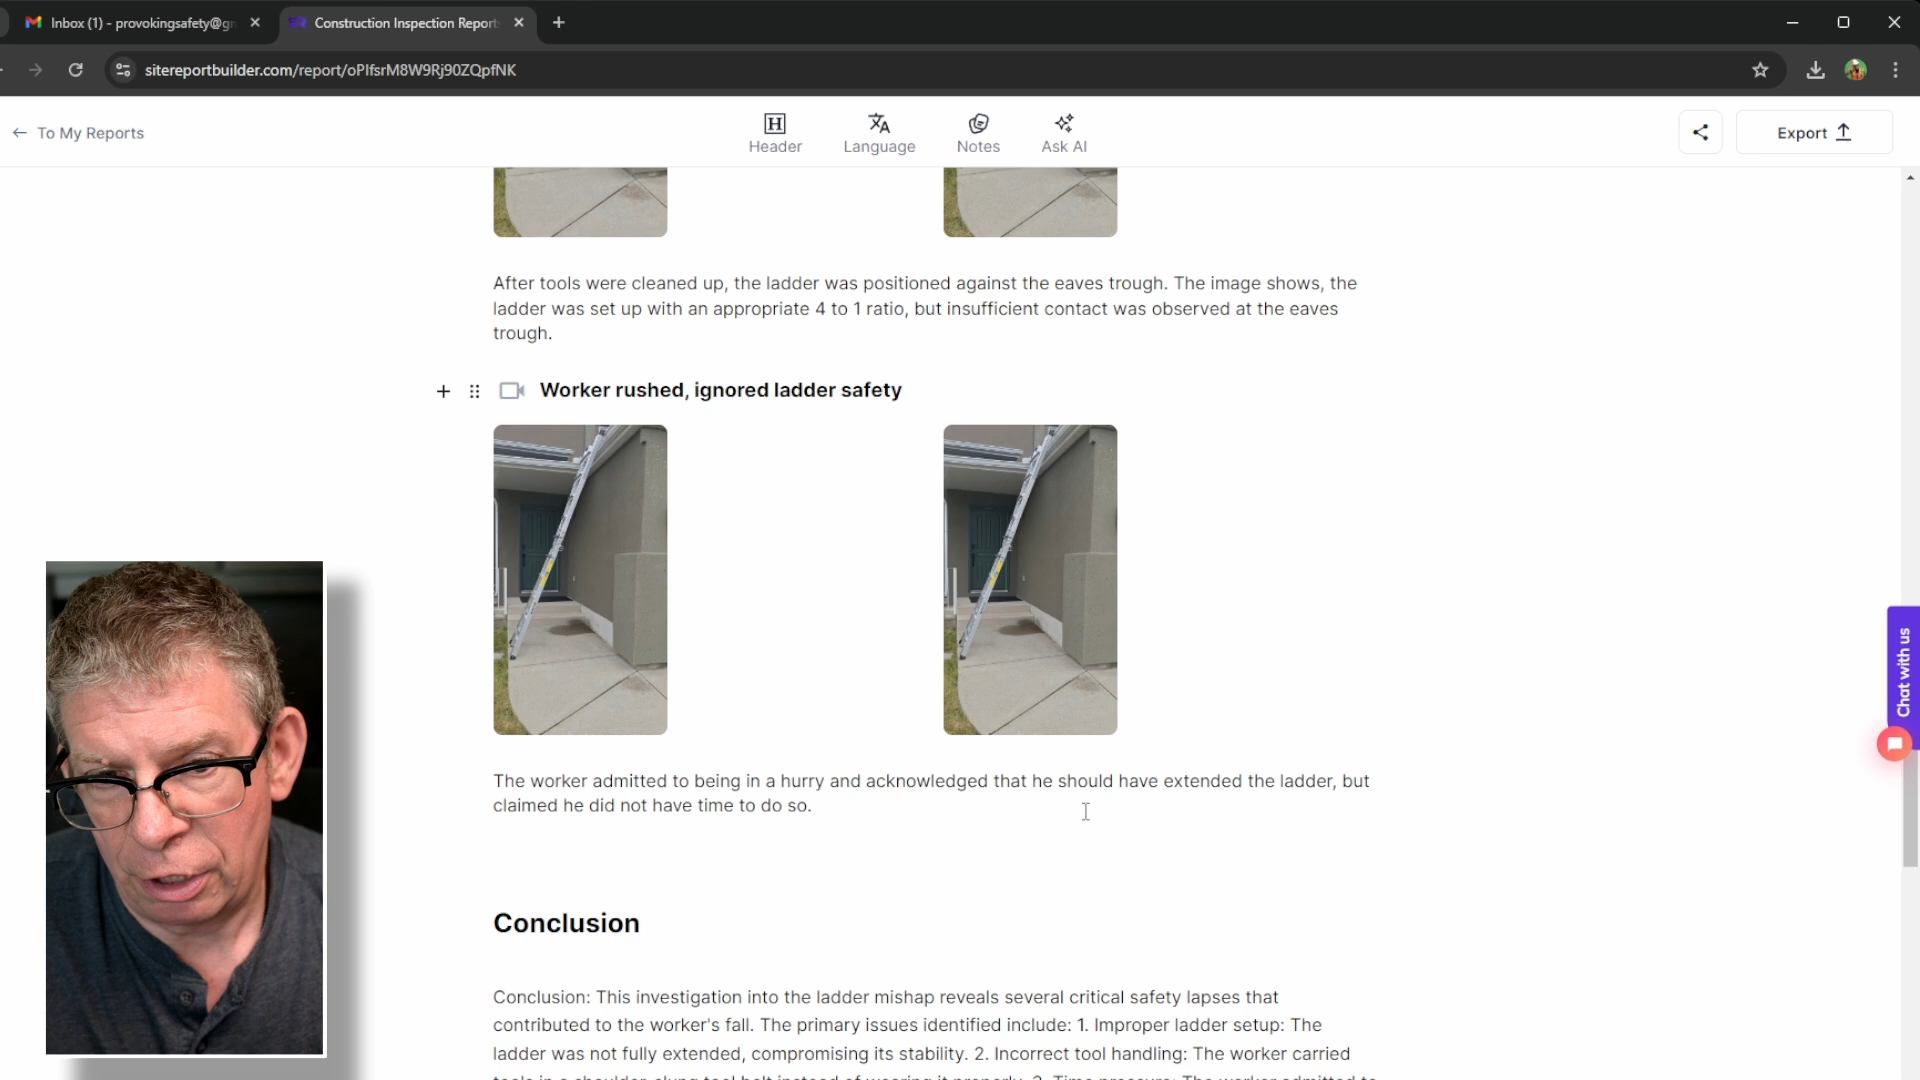 Inbox (1) - provokingsafety@g
Construction Inspection Report
sitereportbuilder.com/report/oPIfsrM8W9Rj90ZQpfNK
To My Reports
Header
Language
Notes
Ask AI
Export
After tools were cleaned up, the ladder was positioned against the eaves trough. The image shows, the
ladder was set up with an appropriate 4 to 1 ratio, but insufficient contact was observed at the eaves
trough.
Worker rushed, ignored ladder safety
The worker admitted to being in a hurry and acknowledged that he should have extended the ladder, but
claimed he did not have time to do so.
Chat with us
Conclusion
Conclusion: This investigation into the ladder mishap reveals several critical safety lapses that
contributed to the worker's fall. The primary issues identified include: 1. Improper ladder setup: The
ladder was not fully extended, compromising its stability. 2. Incorrect tool handling: The worker carried